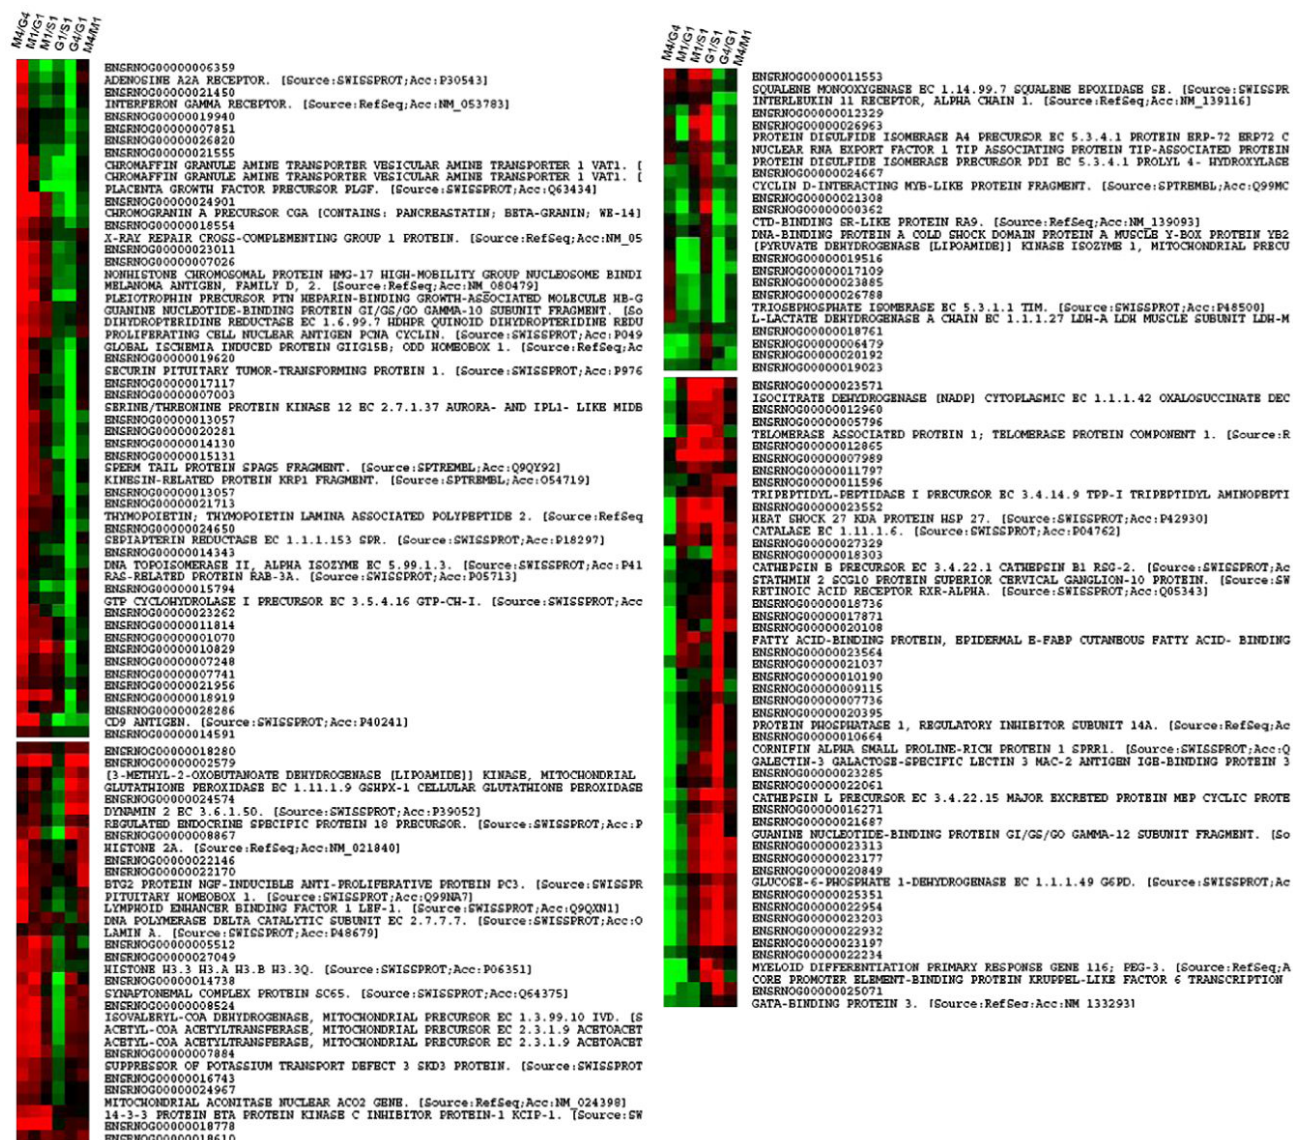 M4/G4
M1/G1
M1/S1
G1/S1
G4/G1
M4/M1
ENSRNOG00000006359
ADENOSINE A2A RECEPTOR. [Source:SWISSPROT;Acc:P30543]
ENSRNOG00000021450
INTERFERON GAMMA RECEPTOR. [Source:RefSeq;Acc:NM_053783]
ENSRNOG00000019940
ENSRNOG00000007851
ENSRNOG00000026820
ENSRNOG00000021555
CHROMAFFIN GRANULE AMINE TRANSPORTER VESICULAR AMINE TRANSPORTER 1 VAT1. [
CHROMAFFIN GRANULE AMINE TRANSPORTER VESICULAR AMINE TRANSPORTER 1 VAT1. [
PLACENTA GROWTH FACTOR PRECURSOR PLGF. [Source:SWISSPROT;Acc:Q63434]
ENSRNOG00000024901
CHROMOGRANIN A PRECURSOR CGA [CONTAINS: PANCREASTATIN; BETA-GRANIN; WE-14]
ENSRNOG00000018554
X-RAY REPAIR CROSS-COMPLEMENTING GROUP 1 PROTEIN. [Source:RefSeq;Acc:NM_05
ENSRNOG00000023011
ENSRNOG00000007026
NONHISTONE CHROMOSOMAL PROTEIN HMG-17 HIGH-MOBILITY GROUP NUCLEOSOME BINDI
MELANOMA ANTIGEN, FAMILY D, 2. [Source:RefSeq;Acc:NM_080479]
PLEIOTROPHIN PRECURSOR PTN HEPARIN-BINDING GROWTH-ASSOCIATED MOLECULE HB-G
GUANINE NUCLEOTIDE-BINDING PROTEIN GI/GS/GO GAMMA-10 SUBUNIT FRAGMENT. [So
DIHYDROPTERIDINE REDUCTASE EC 1.6.99.7 HDHPR QUINOID DIHYDROPTERIDINE REDU
PROLIFERATING CELL NUCLEAR ANTIGEN PCNA CYCLIN. [Source:SWISSPROT;Acc:P049
GLOBAL ISCHEMIA INDUCED PROTEIN GIIG15B; ODD HOMEOBOX 1. [Source:RefSeq;Ac
ENSRNOG00000019620
SECURIN PITUITARY TUMOR-TRANSFORMING PROTEIN 1. [Source:SWISSPROT;Acc:P976
ENSRNOG00000017117
ENSRNOG00000007003
SERINE/THREONINE PROTEIN KINASE 12 EC 2.7.1.37 AURORA- AND IPL1- LIKE MIDB
ENSRNOG00000013057
ENSRNOG00000020281
ENSRNOG00000014130
ENSRNOG00000015131
SPERM TAIL PROTEIN SPAG5 FRAGMENT. [Source:SPTREMBL;Acc:Q9QY92]
KINESIN-RELATED PROTEIN KRP1 FRAGMENT. [Source:SPTREMBL;Acc:O54719]
ENSRNOG00000013057
ENSRNOG00000021713
THYMOPOIETIN; THYMOPOIETIN LAMINA ASSOCIATED POLYPEPTIDE 2. [Source:RefSeq
ENSRNOG00000024650
SEPIAPTERIN REDUCTASE EC 1.1.1.153 SPR. [Source:SWISSPROT;Acc:P18297]
ENSRNOG00000014343
DNA TOPOISOMERASE II, ALPHA ISOZYME EC 5.99.1.3. [Source:SWISSPROT;Acc:P41
RAS-RELATED PROTEIN RAB-3A. [Source:SWISSPROT;Acc:P05713]
ENSRNOG00000015794
GTP CYCLOHYDROLASE I PRECURSOR EC 3.5.4.16 GTP-CH-I. [Source:SWISSPROT;Acc
ENSRNOG00000023262
ENSRNOG00000011814
ENSRNOG00000001070
ENSRNOG00000010829
ENSRNOG00000007248
ENSRNOG00000007741
ENSRNOG00000021956
ENSRNOG00000018919
ENSRNOG00000028286
CD9 ANTIGEN. [Source:SWISSPROT;Acc:P40241]
ENSRNOG00000014591
ENSRNOG00000018280
ENSRNOG00000002579
[3-METHYL-2-OXOBUTANOATE DEHYDROGENASE [LIPOAMIDE]] KINASE, MITOCHONDRIAL
GLUTATHIONE PEROXIDASE EC 1.11.1.9 GSHPX-1 CELLULAR GLUTATHIONE PEROXIDASE
ENSRNOG00000024574
DYNAMIN 2 EC 3.6.1.50. [Source:SWISSPROT;Acc:P39052]
REGULATED ENDOCRINE SPECIFIC PROTEIN 18 PRECURSOR. [Source:SWISSPROT;Acc:P
ENSRNOG00000008867
HISTONE 2A. [Source:RefSeq;Acc:NM_021840]
ENSRNOG00000022146
ENSRNOG00000022170
BTG2 PROTEIN NGF-INDUCIBLE ANTI-PROLIFERATIVE PROTEIN PC3. [Source:SWISSPR
PITUITARY HOMEOBOX 1. [Source:SWISSPROT;Acc:Q99NA7]
LYMPHOID ENHANCER BINDING FACTOR 1 LEF-1. [Source:SWISSPROT;Acc:Q9QXN1]
DNA POLYMERASE DELTA CATALYTIC SUBUNIT EC 2.7.7.7. [Source:SWISSPROT;Acc:O
LAMIN A. [Source:SWISSPROT;Acc:P48679]
ENSRNOG00000005512
ENSRNOG00000027049
HISTONE H3.3 H3.A H3.B H3.3Q. [Source:SWISSPROT;Acc:P06351]
ENSRNOG00000014738
SYNAPTONEMAL COMPLEX PROTEIN SC65. [Source:SWISSPROT;Acc:Q64375]
ENSRNOG00000008524
ISOVALERYL-COA DEHYDROGENASE, MITOCHONDRIAL PRECURSOR EC 1.3.99.10 IVD. [S
ACETYL-COA ACETYLTRANSFERASE, MITOCHONDRIAL PRECURSOR EC 2.3.1.9 ACETOACET
ACETYL-COA ACETYLTRANSFERASE, MITOCHONDRIAL PRECURSOR EC 2.3.1.9 ACETOACET
ENSRNOG00000007884
SUPPRESSOR OF POTASSIUM TRANSPORT DEFECT 3 SKD3 PROTEIN. [Source:SWISSPROT
ENSRNOG00000016743
ENSRNOG00000024967
MITOCHONDRIAL ACONITASE NUCLEAR ACO2 GENE. [Source:RefSeq;Acc:NM_024398]
14-3-3 PROTEIN ETA PROTEIN KINASE C INHIBITOR PROTEIN-1 KCIP-1. [Source:SW
ENSRNOG00000018778
ENSRNOG00000018610
M4/G4
M1/G1
M1/S1
G1/S1
G4/G1
M4/M1
ENSRNOG00000011553
SQUALENE MONOOXYGENASE EC 1.14.99.7 SQUALENE EPOXIDASE SE. [Source:SWISSPR
INTERLEUKIN 11 RECEPTOR, ALPHA CHAIN 1. [Source:RefSeq;Acc:NM_139116]
ENSRNOG00000012329
ENSRNOG00000026963
PROTEIN DISULFIDE ISOMERASE A4 PRECURSOR EC 5.3.4.1 PROTEIN ERP-72 ERP72 C
NUCLEAR RNA EXPORT FACTOR 1 TIP ASSOCIATING PROTEIN TIP-ASSOCIATED PROTEIN
PROTEIN DISULFIDE ISOMERASE PRECURSOR PDI EC 5.3.4.1 PROLYL 4- HYDROXYLASE
ENSRNOG00000024667
CYCLIN D-INTERACTING MYB-LIKE PROTEIN FRAGMENT. [Source:SPTREMBL;Acc:Q99MC
ENSRNOG00000021308
ENSRNOG00000000362
CTD-BINDING SR-LIKE PROTEIN RA9. [Source:RefSeq;Acc:NM_139093]
DNA-BINDING PROTEIN A COLD SHOCK DOMAIN PROTEIN A MUSCLE Y-BOX PROTEIN YB2
[PYRUVATE DEHYDROGENASE [LIPOAMIDE]] KINASE ISOZYME 1, MITOCHONDRIAL PRECU
ENSRNOG00000019516
ENSRNOG00000017109
ENSRNOG00000023885
ENSRNOG00000026788
TRIOSEPHOSPHATE ISOMERASE EC 5.3.1.1 TIM. [Source:SWISSPROT;Acc:P48500]
L-LACTATE DEHYDROGENASE A CHAIN EC 1.1.1.27 LDH-A LDH MUSCLE SUBUNIT LDH-M
ENSRNOG00000018761
ENSRNOG00000006479
ENSRNOG00000020192
ENSRNOG00000019023
ENSRNOG00000023571
ISOCITRATE DEHYDROGENASE [NADP] CYTOPLASMIC EC 1.1.1.42 OXALOSUCCINATE DEC
ENSRNOG00000012960
ENSRNOG00000005796
TELOMERASE ASSOCIATED PROTEIN 1; TELOMERASE PROTEIN COMPONENT 1. [Source:R
ENSRNOG00000012865
ENSRNOG00000007989
ENSRNOG00000011797
ENSRNOG00000011596
TRIPEPTIDYL-PEPTIDASE I PRECURSOR EC 3.4.14.9 TPP-I TRIPEPTIDYL AMINOPEPTI
ENSRNOG00000023552
HEAT SHOCK 27 KDA PROTEIN HSP 27. [Source:SWISSPROT;Acc:P42930]
CATALASE EC 1.11.1.6. [Source:SWISSPROT;Acc:P04762]
ENSRNOG00000027329
ENSRNOG00000018303
CATHEPSIN B PRECURSOR EC 3.4.22.1 CATHEPSIN B1 RSG-2. [Source:SWISSPROT;Ac
STATHMIN 2 SCG10 PROTEIN SUPERIOR CERVICAL GANGLION-10 PROTEIN. [Source:SW
RETINOIC ACID RECEPTOR RXR-ALPHA. [Source:SWISSPROT;Acc:Q05343]
ENSRNOG00000018736
ENSRNOG00000017871
ENSRNOG00000020108
FATTY ACID-BINDING PROTEIN, EPIDERMAL E-FABP CUTANEOUS FATTY ACID- BINDING
ENSRNOG00000023564
ENSRNOG00000021037
ENSRNOG00000010190
ENSRNOG00000009115
ENSRNOG00000007736
ENSRNOG00000020395
PROTEIN PHOSPHATASE 1, REGULATORY INHIBITOR SUBUNIT 14A. [Source:RefSeq;Ac
ENSRNOG00000010664
CORNIFIN ALPHA SMALL PROLINE-RICH PROTEIN 1 SPRR1. [Source:SWISSPROT;Acc:Q
GALECTIN-3 GALACTOSE-SPECIFIC LECTIN 3 MAC-2 ANTIGEN IGE-BINDING PROTEIN 3
ENSRNOG00000023285
ENSRNOG00000022061
CATHEPSIN L PRECURSOR EC 3.4.22.15 MAJOR EXCRETED PROTEIN MEP CYCLIC PROTE
ENSRNOG00000016271
ENSRNOG00000021687
GUANINE NUCLEOTIDE-BINDING PROTEIN GI/GS/GO GAMMA-12 SUBUNIT FRAGMENT. [So
ENSRNOG00000023313
ENSRNOG00000023177
ENSRNOG00000020849
GLUCOSE-6-PHOSPHATE 1-DEHYDROGENASE EC 1.1.1.49 G6PD. [Source:SWISSPROT;Ac
ENSRNOG00000025351
ENSRNOG00000022954
ENSRNOG00000023203
ENSRNOG00000022932
ENSRNOG00000023197
ENSRNOG00000022234
MYELOID DIFFERENTIATION PRIMARY RESPONSE GENE 116; PEG-3. [Source:RefSeq;A
CORE PROMOTER ELEMENT-BINDING PROTEIN KRUPPEL-LIKE FACTOR 6 TRANSCRIPTION
ENSRNOG00000025071
GATA-BINDING PROTEIN 3. [Source:RefSeq;Acc:NM_133293]